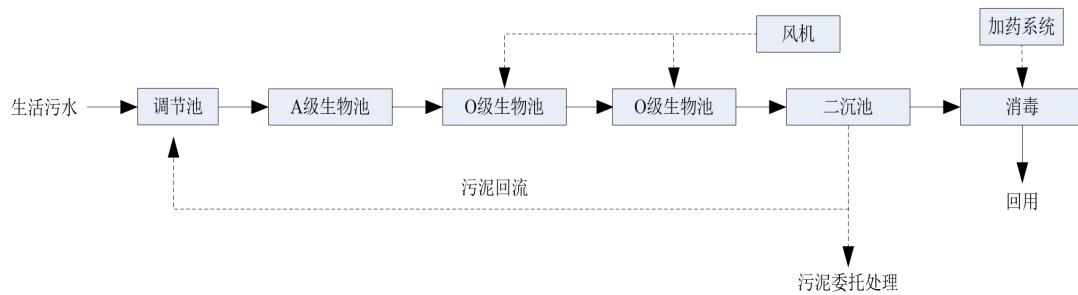 风机
加药系统
生活污水
调节池
A级生物池
O级生物池
O级生物池
二沉池
消毒
污泥回流
回用
污泥委托处理